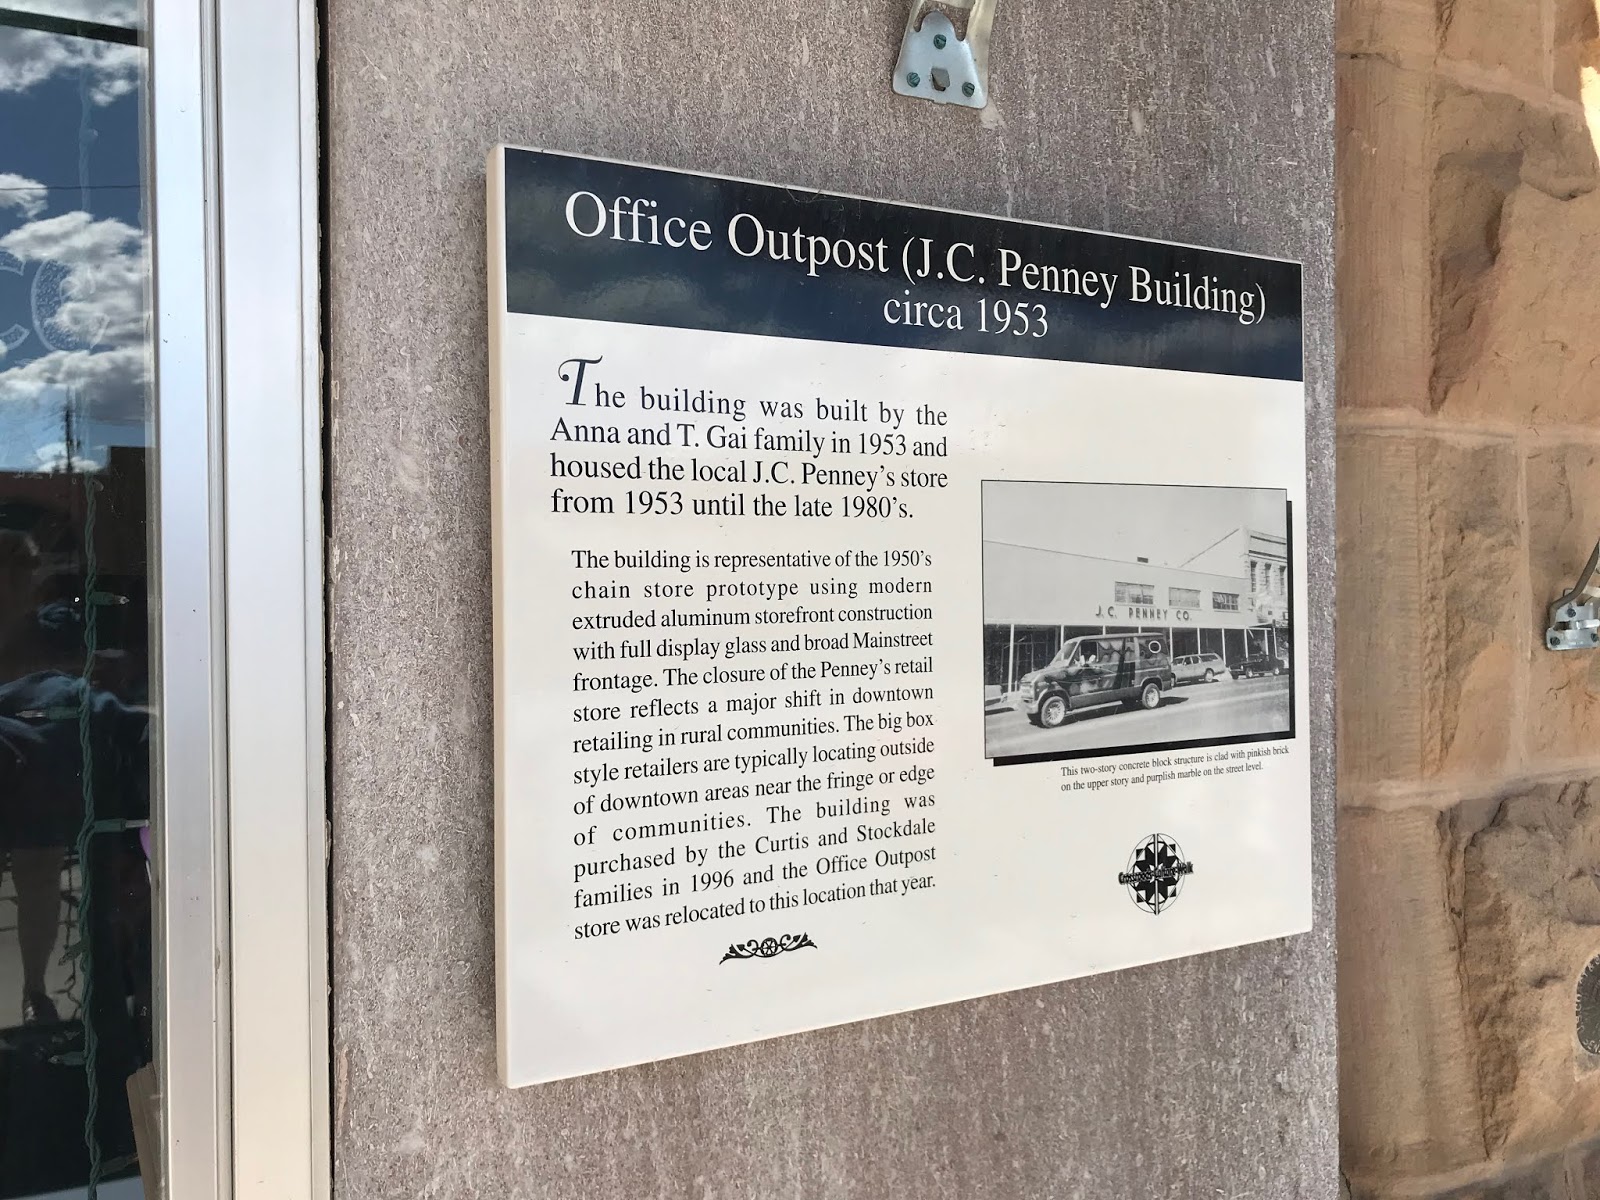 Office Outpost (J.C. Penney Building)
circa 1953
The building was built by the
Anna and T. Gai family in 1953 and
housed the local J.C. Penney's store
from 1953 until the late 1980's.
The building is representative of the 1950's
chain store prototype using modern
extruded aluminum storefront construction
with full display glass and broad Mainstreet
frontage. The closure of the Penney's retail
store reflects a major shift in downtown
retailing in rural communities. The big box
style retailers are typically locating outside
of downtown areas near the fringe or edge
of communities. The building was
purchased by the Curtis and Stockdale
families in 1996 and the Office Outpost
store was relocated to this location that year.
J.C. PENNEY CO.
This two-story concrete block structure is clad with pinkish brick
on the upper story and purplish marble on the street level.